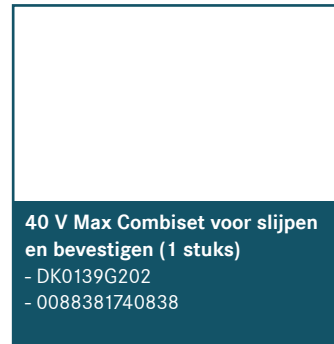 40 V Max Combiset voor slijpen
en bevestigen (1 stuks)
- DK0139G202
- 0088381740838